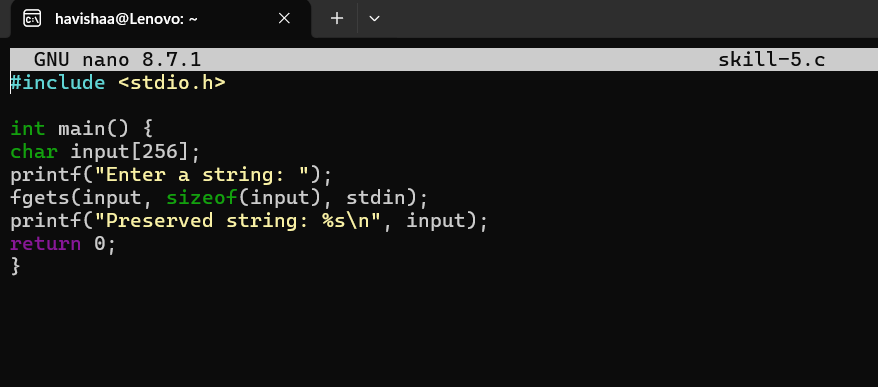 havishaa@Lenovo: ~
GNU nano 8.7.1 skill-5.c
#include <stdio.h>
int main() {
char input[256];
printf("Enter a string: ");
fgets(input, sizeof(input), stdin);
printf("Preserved string: %s\n", input);
return 0;
}